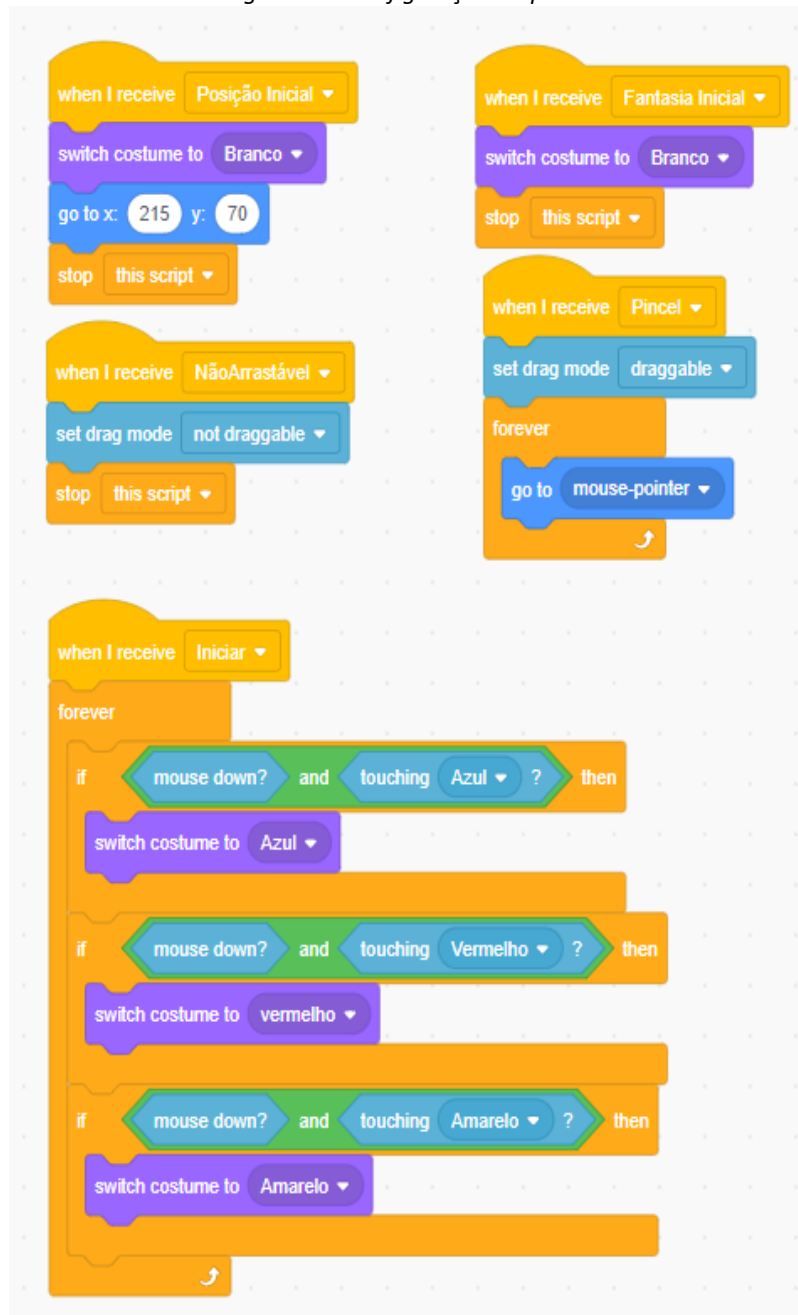 when I receive Posição Inicial
switch costume to Branco
go to x: 215 y: 70
stop this script
when I receive Fantasia Inicial
switch costume to Branco
stop this script
when I receive NãoArrastável
set drag mode not draggable
stop this script
when I receive Pincel
set drag mode draggable
forever
go to mouse-pointer
when I receive Iniciar
forever
if mouse down? and touching Azul ? then
switch costume to Azul
if mouse down? and touching Vermelho ? then
switch costume to vermelho
if mouse down? and touching Amarelo ? then
switch costume to Amarelo